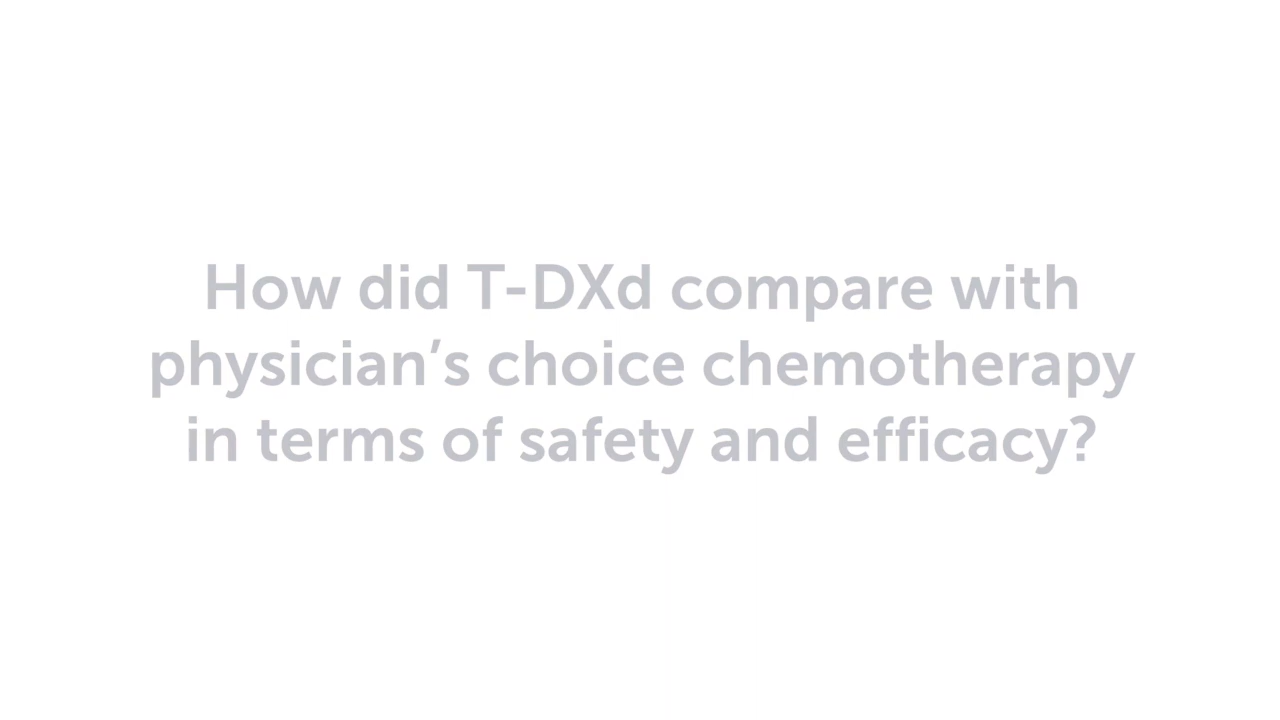 How did T-DXd compare with
physician’s choice chemotherapy
in terms of safety and efficacy?